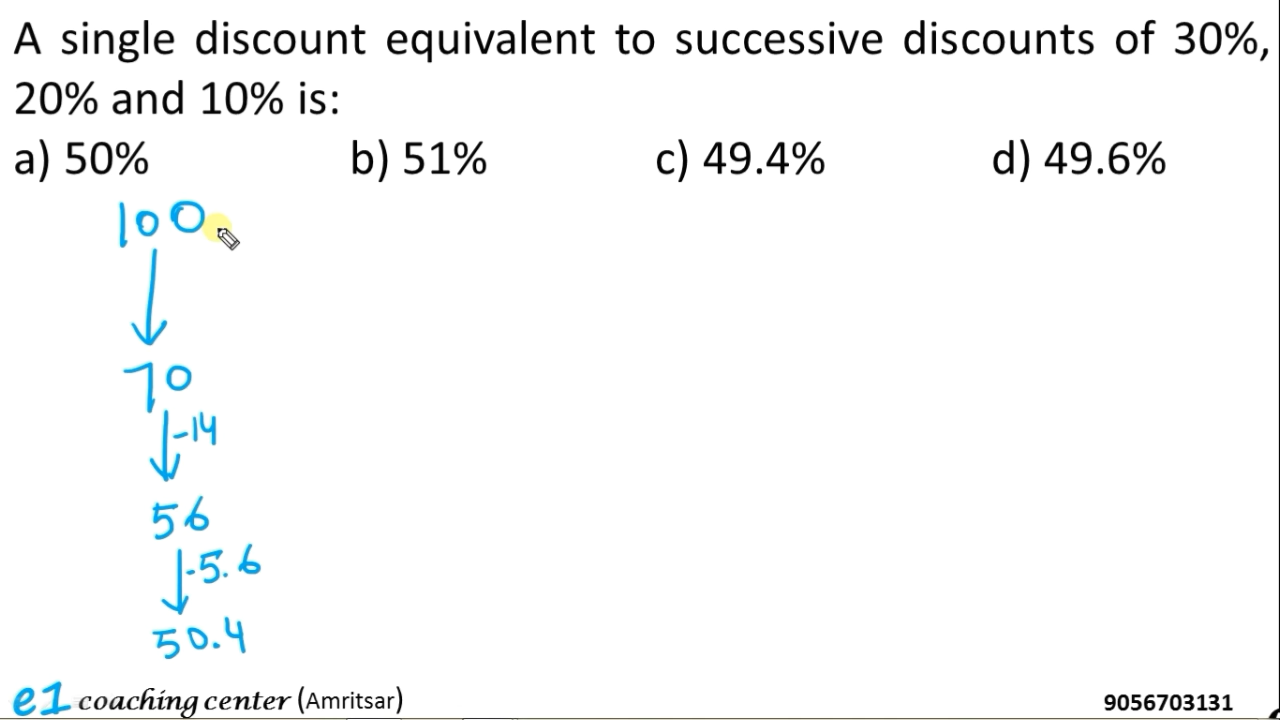 A single discount equivalent to successive discounts of 30%,
20% and 10% is:
a) 50% b) 51% c) 49.4% d) 49.6%
100
70
-14
56
-5.6
50.4
e1 coaching center (Amritsar) 9056703131